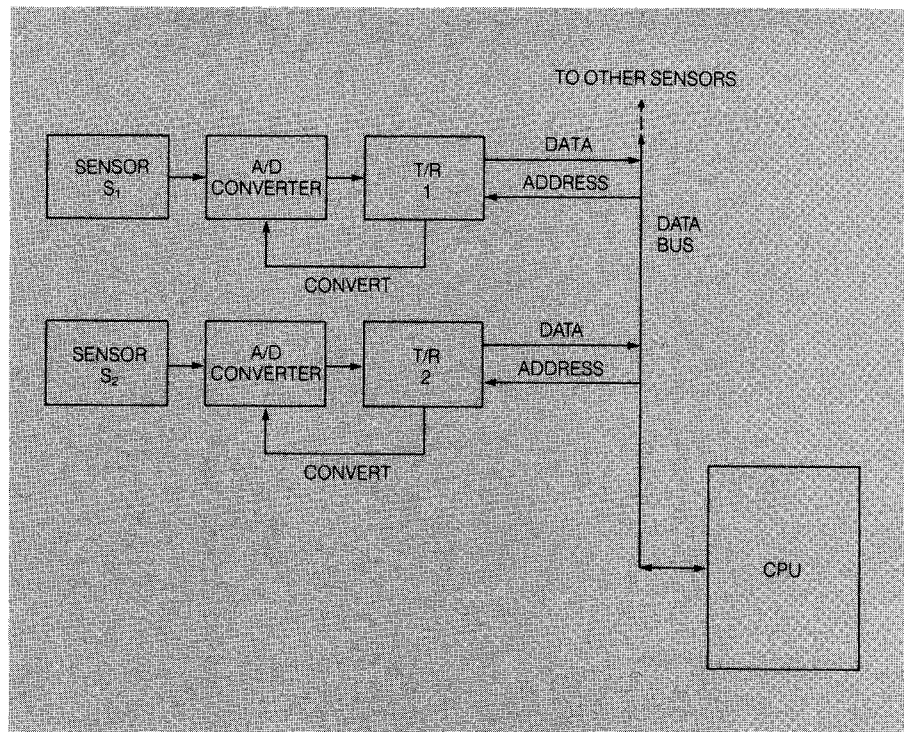 TO OTHER SENSORS
SENSOR
S₁
A/D
CONVERTER
T/R
1
DATA
ADDRESS
DATA
BUS
CONVERT
SENSOR
S₂
A/D
CONVERTER
T/R
2
DATA
ADDRESS
CONVERT
CPU